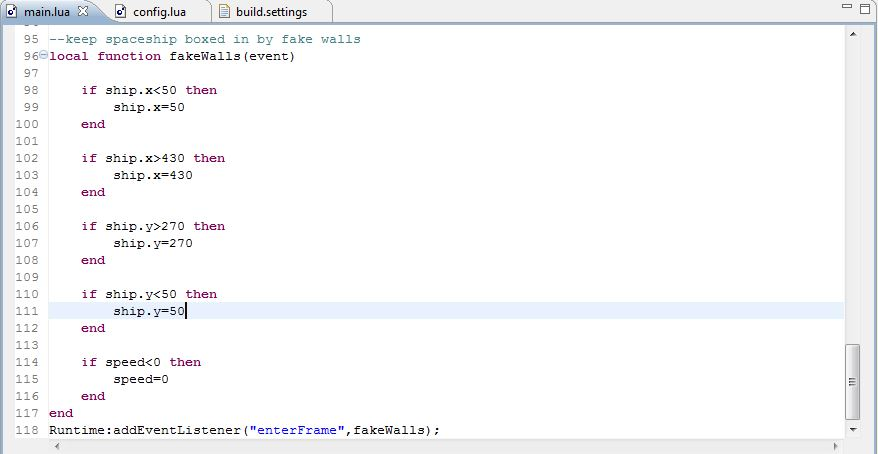 main.lua config.lua build.settings
95 --keep spaceship boxed in by fake walls
96 local function fakeWalls(event)
97
98 if ship.x<50 then
99 ship.x=50
100 end
101
102 if ship.x>430 then
103 ship.x=430
104 end
105
106 if ship.y>270 then
107 ship.y=270
108 end
109
110 if ship.y<50 then
111 ship.y=50
112 end
113
114 if speed<0 then
115 speed=0
116 end
117 end
118 Runtime:addEventListener("enterFrame",fakeWalls);